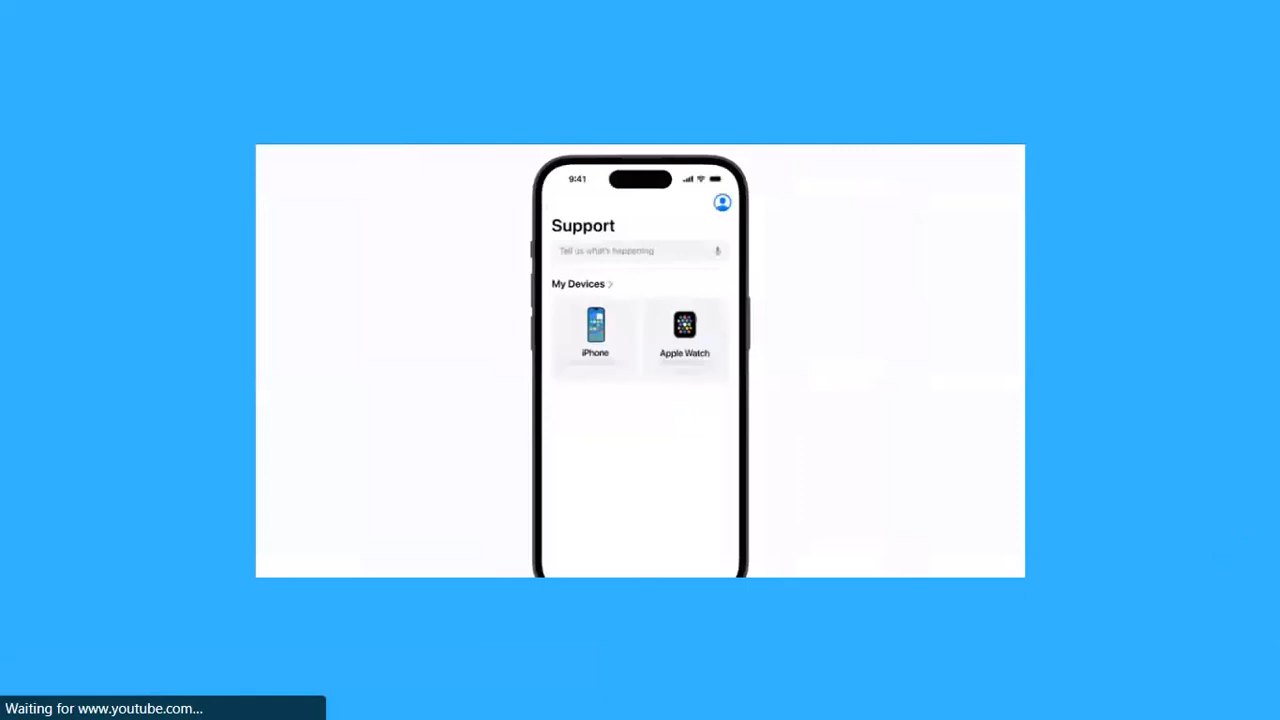 9:41
Support
Tell us what's happening
My Devices >
iPhone
Apple Watch
Waiting for www.youtube.com...